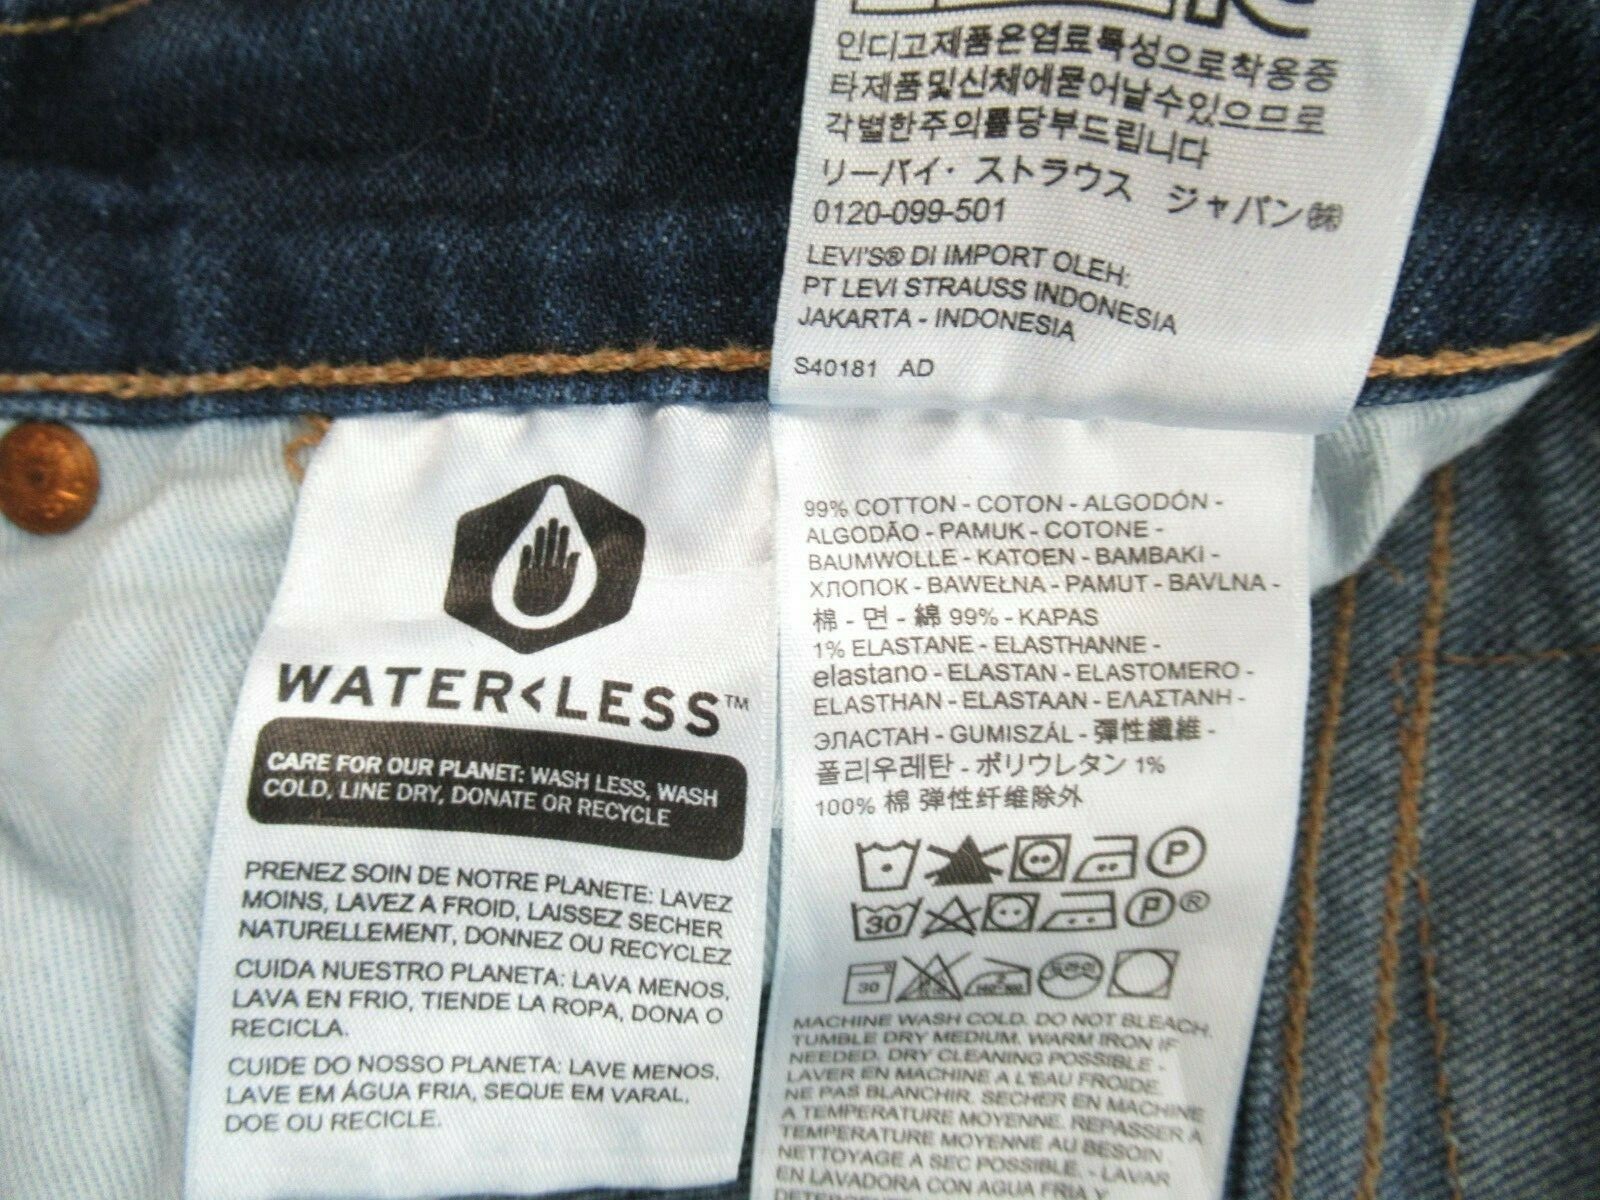 인디고제품은염료특성으로착용중
타제품및신체에묻어날수있으므로
각별한주의를당부드립니다
リーバイ・ストラウス ジャパン㈱
0120-099-501
LEVI'S® DI IMPORT OLEH:
PT LEVI STRAUSS INDONESIA
JAKARTA - INDONESIA
S40181 AD
WATER<LESS™
CARE FOR OUR PLANET: WASH LESS, WASH
COLD, LINE DRY, DONATE OR RECYCLE
PRENEZ SOIN DE NOTRE PLANETE: LAVEZ
MOINS, LAVEZ A FROID, LAISSEZ SECHER
NATURELLEMENT, DONNEZ OU RECYCLEZ
CUIDA NUESTRO PLANETA: LAVA MENOS,
LAVA EN FRIO, TIENDE LA ROPA, DONA O
RECICLA.
CUIDE DO NOSSO PLANETA: LAVE MENOS,
LAVE EM ÁGUA FRIA, SEQUE EM VARAL,
DOE OU RECICLE.
99% COTTON - COTON - ALGODÓN -
ALGODÃO - PAMUK - COTONE -
BAUMWOLLE - KATOEN - BAMBAKI -
ХЛОПОК - BAWEŁNA - PAMUT - BAVLNA -
棉 - 면 - 綿 99% - KAPAS
1% ELASTANE - ELASTHANNE -
elastano - ELASTAN - ELASTOMERO -
ELASTHAN - ELASTAAN - ΕΛΑΣΤΑΝΗ -
ЭЛАСТАН - GUMISZÁL - 彈性纖維 -
폴리우레탄 - ポリウレタン 1%
100% 棉 弹性纤维除外
P
30 P ®
30
MACHINE WASH COLD. DO NOT BLEACH.
TUMBLE DRY MEDIUM. WARM IRON IF
NEEDED. DRY CLEANING POSSIBLE -
LAVER EN MACHINE A L'EAU FROIDE
NE PAS BLANCHIR. SECHER EN MACHINE
A TEMPERATURE MOYENNE. REPASSER A
TEMPERATURE MOYENNE AU BESOIN
NETTOYAGE A SEC POSSIBLE. - LAVAR
EN LAVADORA CON AGUA FRIA Y